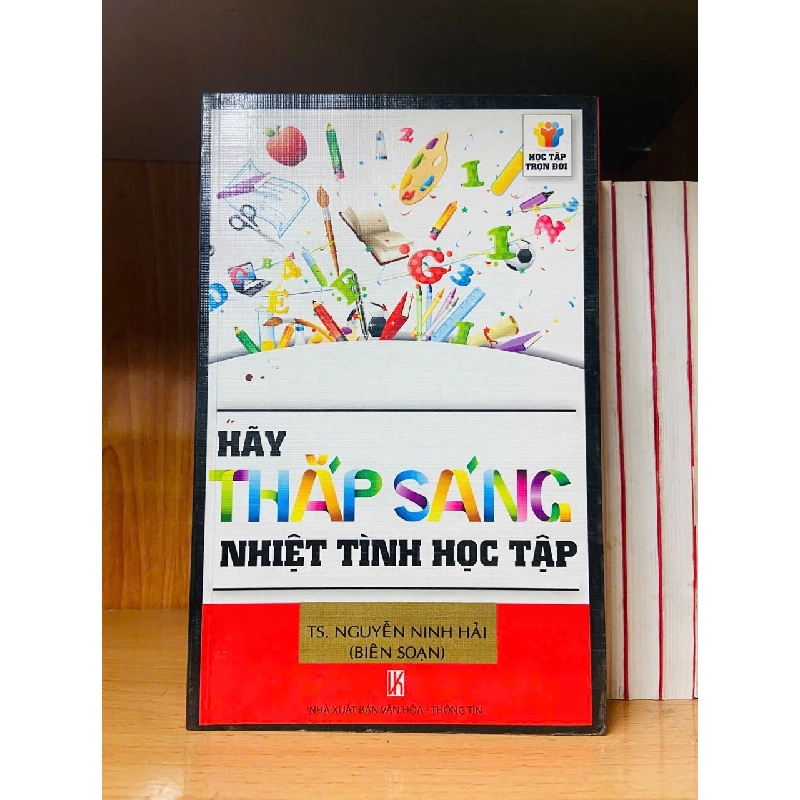 HỌC TẬP
TRỌN ĐỜI
HÃY
THẮP SÁNG
NHIỆT TÌNH HỌC TẬP
TS. NGUYỄN NINH HẢI
(BIÊN SOẠN)
NHÀ XUẤT BẢN VĂN HÓA - THÔNG TIN